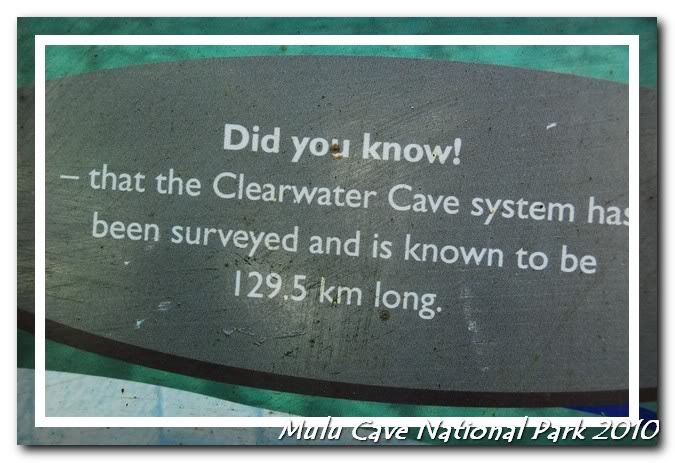 Did you know!
– that the Clearwater Cave system has
been surveyed and is known to be
129.5 km long.
Mulu Cave National Park 2010